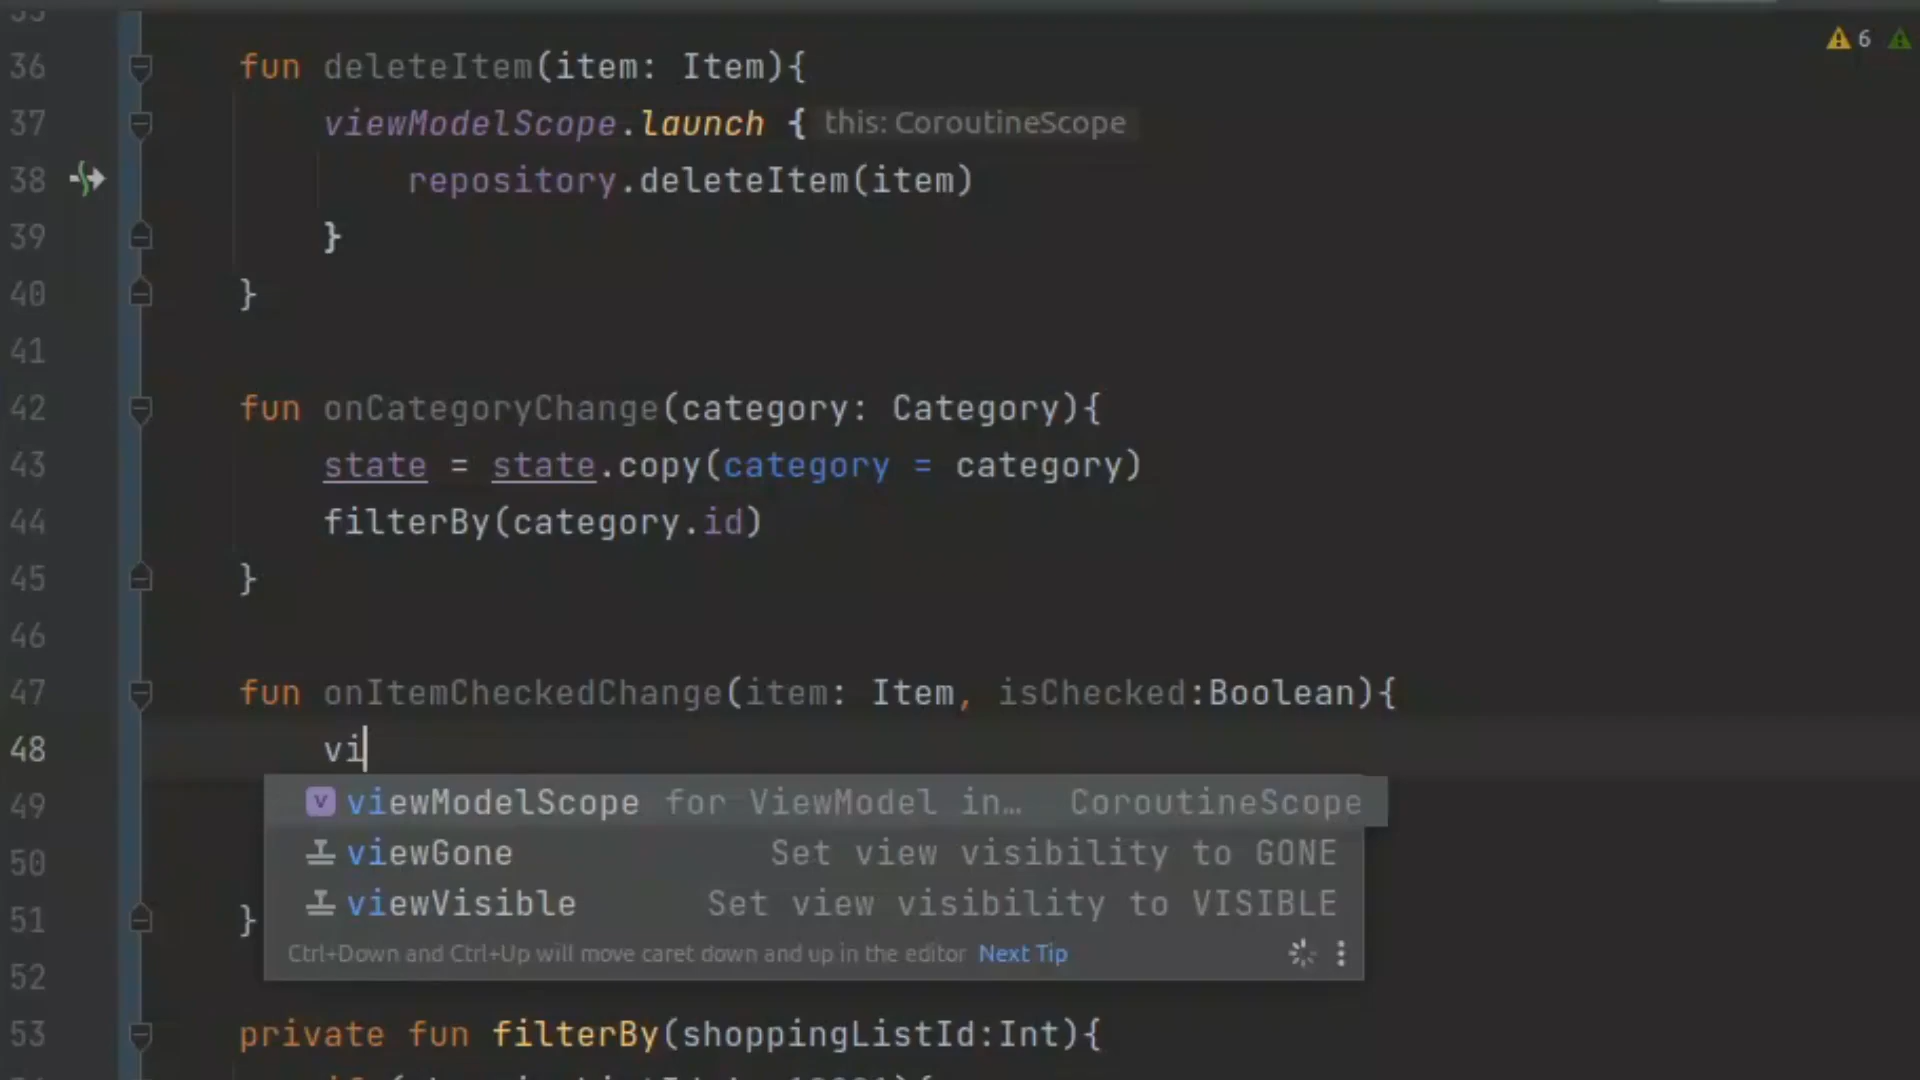 6
36 fun deleteItem(item: Item){
37 viewModelScope.launch { this: CoroutineScope
38 repository.deleteItem(item)
39 }
40 }
41
42 fun onCategoryChange(category: Category){
43 state = state.copy(category = category)
44 filterBy(category.id)
45 }
46
47 fun onItemCheckedChange(item: Item, isChecked:Boolean){
48 vi
49 v viewModelScope for ViewModel in… CoroutineScope
50 viewGone Set view visibility to GONE
viewVisible Set view visibility to VISIBLE
51 }
Ctrl+Down and Ctrl+Up will move caret down and up in the editor Next Tip
52
53 private fun filterBy(shoppingListId:Int){